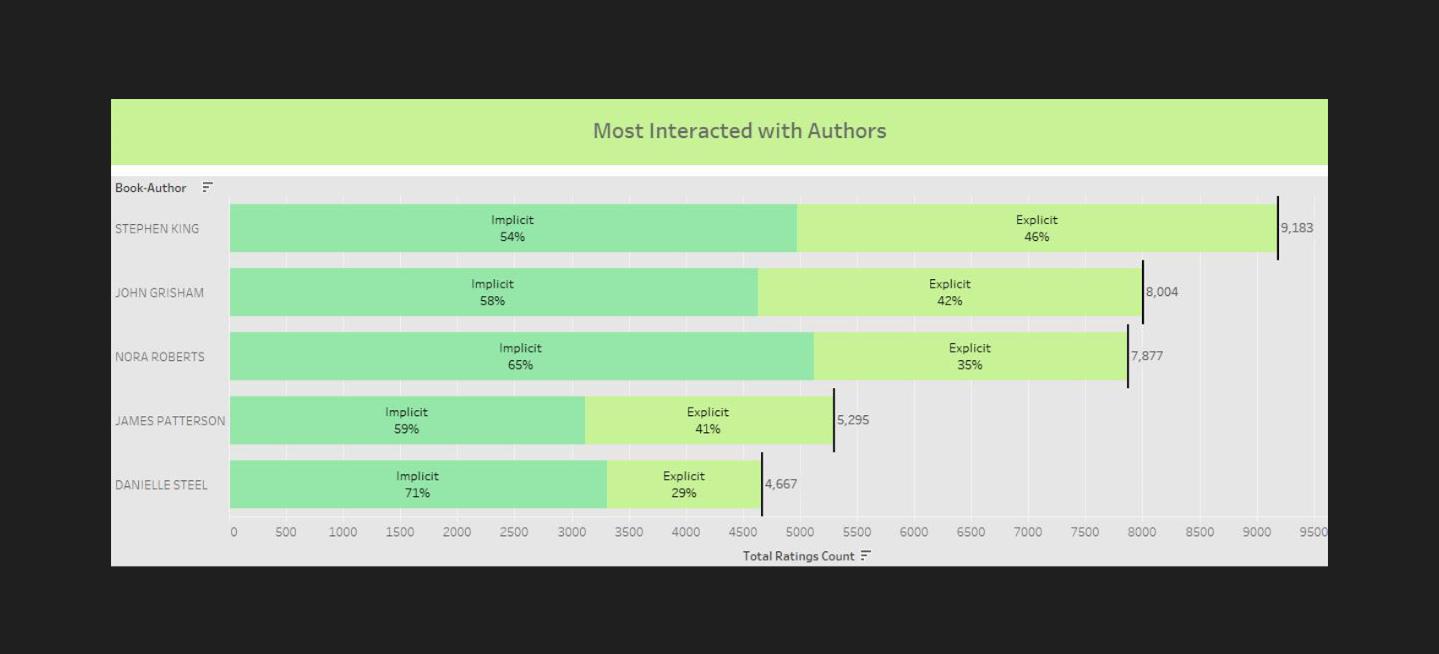 Most Interacted with Authors
Book-Author
STEPHEN KING
Implicit
54%
Explicit
46%
9,183
JOHN GRISHAM
Implicit
58%
Explicit
42%
8,004
NORA ROBERTS
Implicit
65%
Explicit
35%
7,877
JAMES PATTERSON
Implicit
59%
Explicit
41%
5,295
DANIELLE STEEL
Implicit
71%
Explicit
29%
4,667
0 500 1000 1500 2000 2500 3000 3500 4000 4500 5000 5500 6000 6500 7000 7500 8000 8500 9000 9500
Total Ratings Count